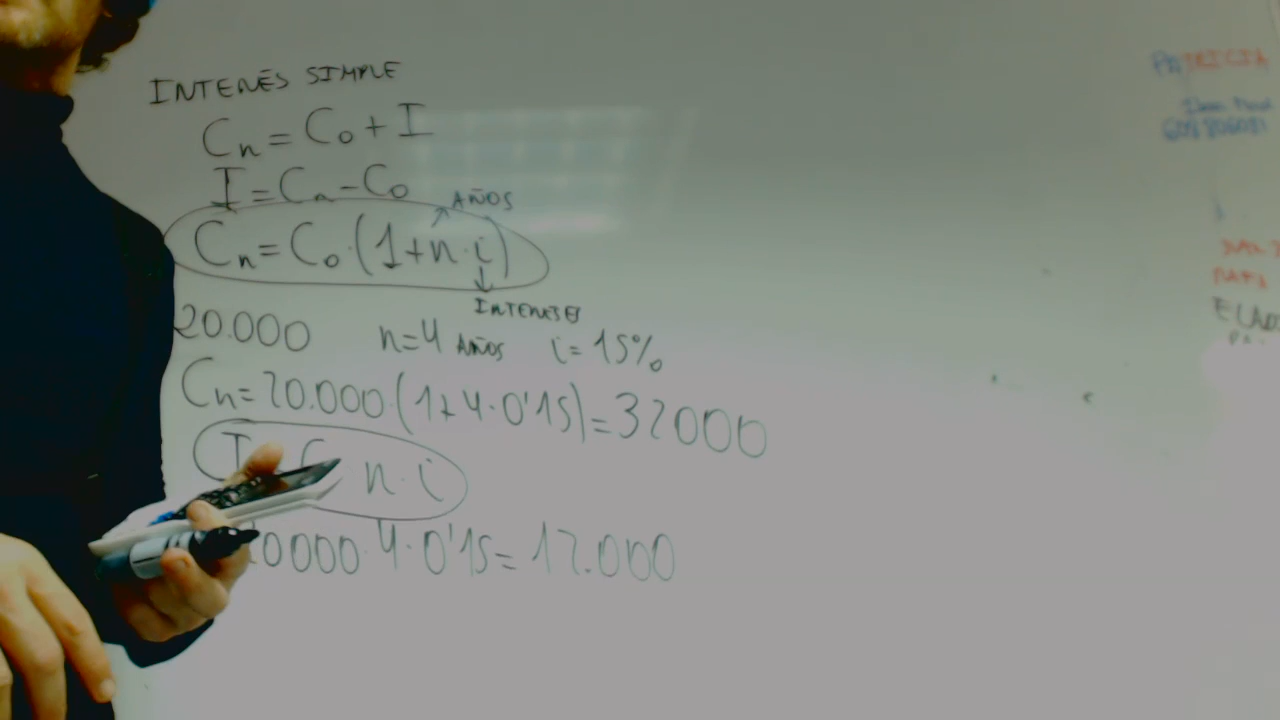 INTERÉS SIMPLE
Cn = C0 + I
I = Cn - C0
AÑOS
Cn = C0 · (1 + n · i)
INTERESES
20.000 n=4 AÑOS i= 15%
Cn = 20.000 · (1+4·0'15) = 32000
I n · i
0000 · 4 · 0'15 = 12.000
PATRICIA